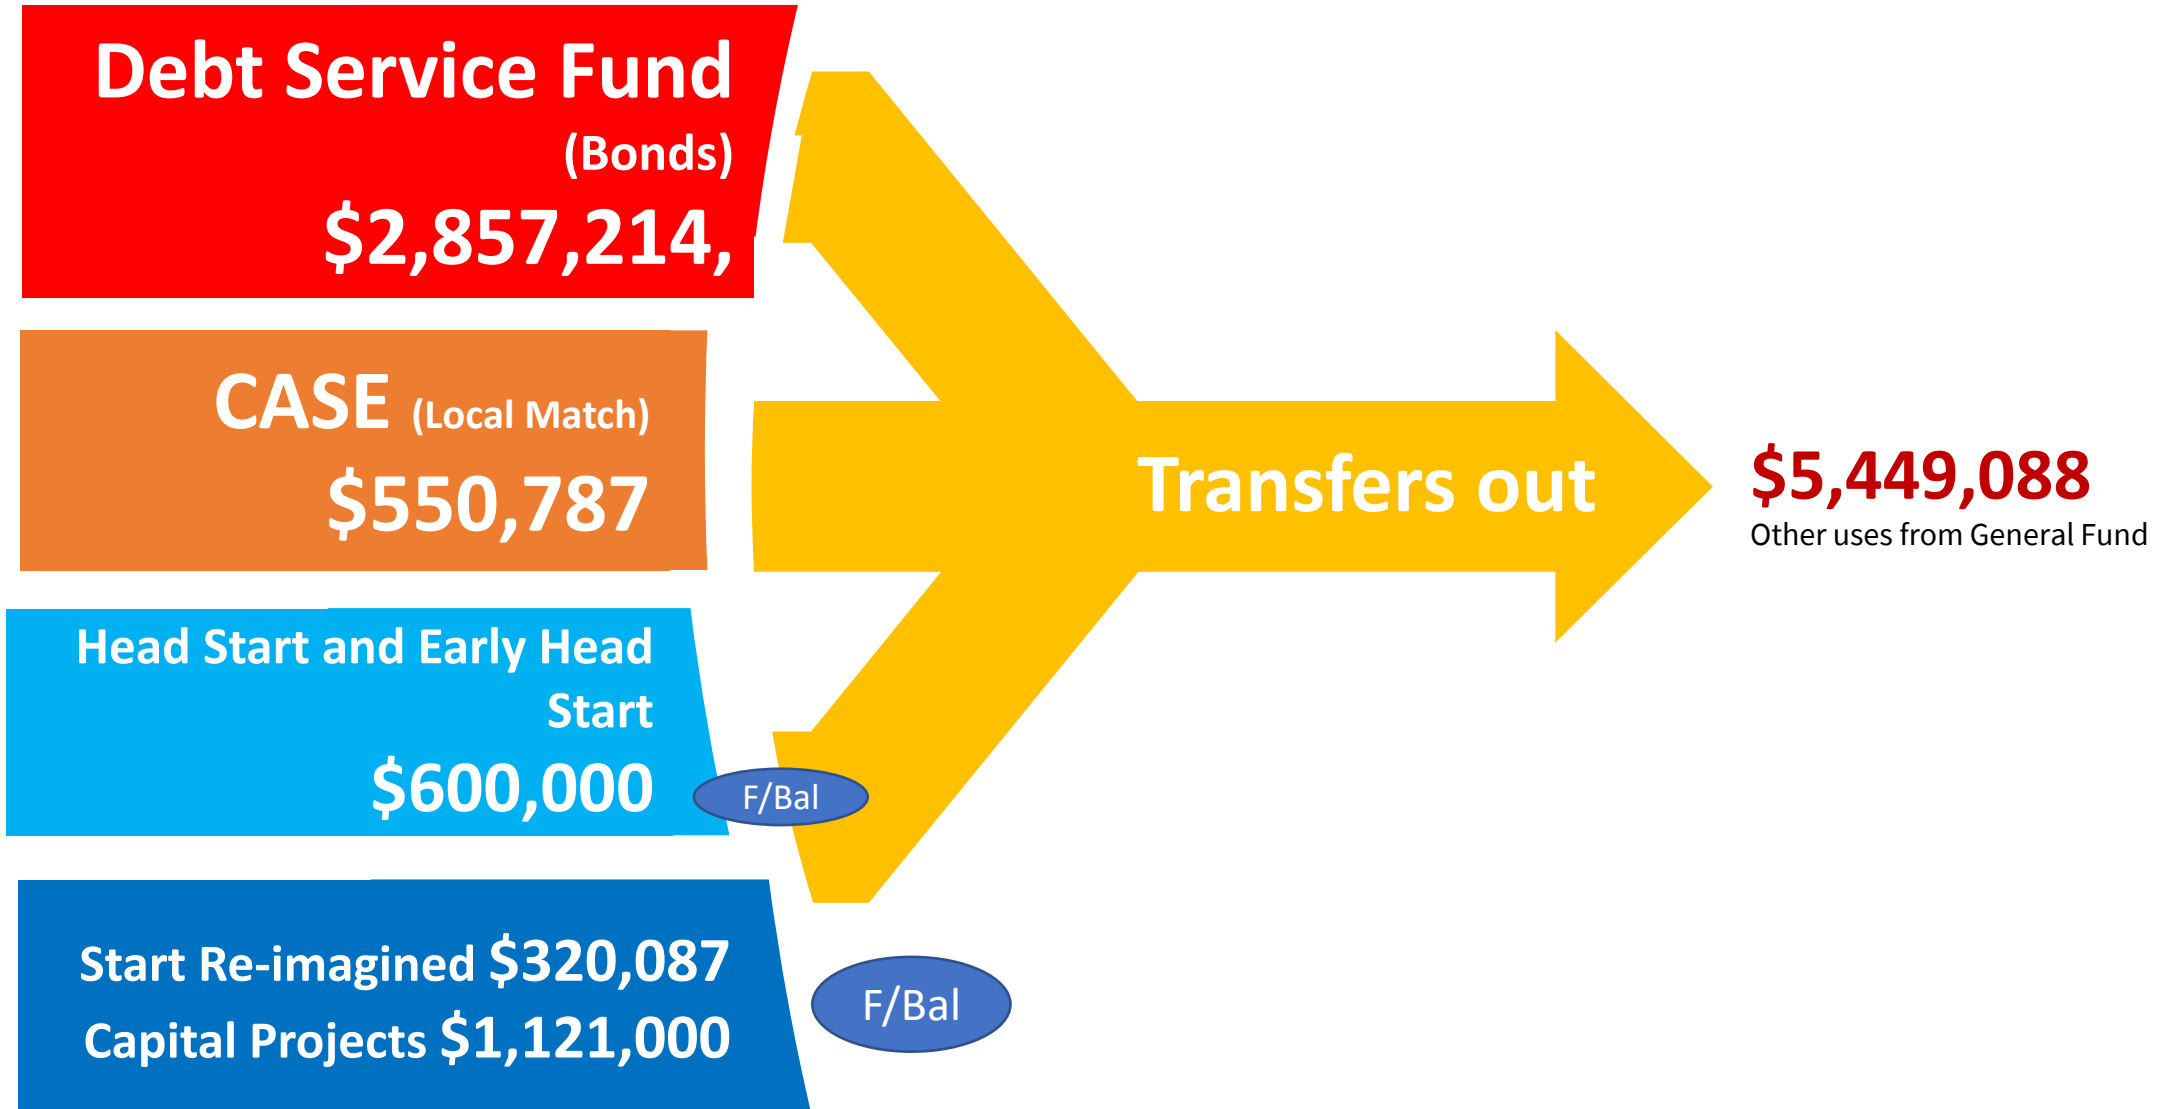 Debt Service Fund
(Bonds)
$2,857,214,
CASE (Local Match)
$550,787
Head Start and Early Head
Start
$600,000
F/Bal
Start Re-imagined $320,087
Capital Projects $1,121,000
F/Bal
Transfers out
$5,449,088
Other uses from General Fund